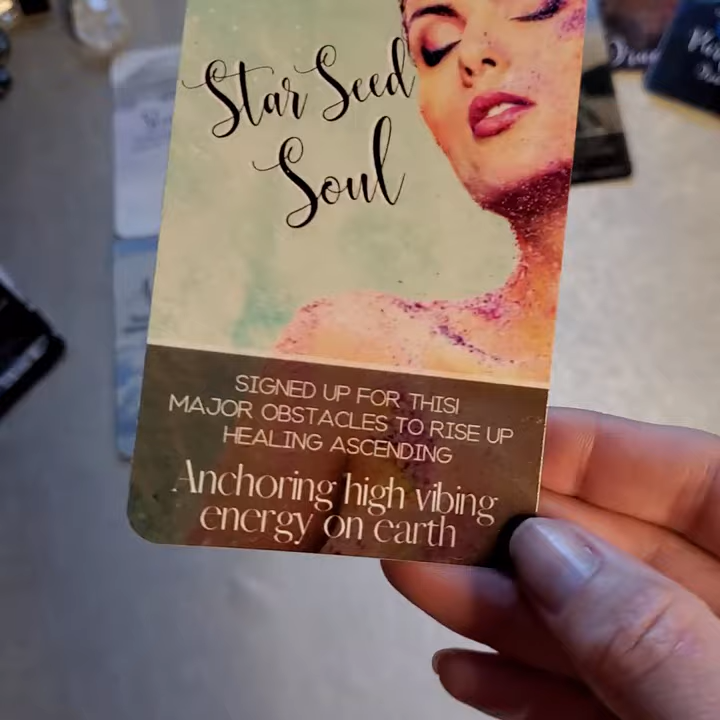 Star Seed
Soul
SIGNED UP FOR THIS!
MAJOR OBSTACLES TO RISE UP
HEALING ASCENDING
Anchoring high vibing
energy on earth